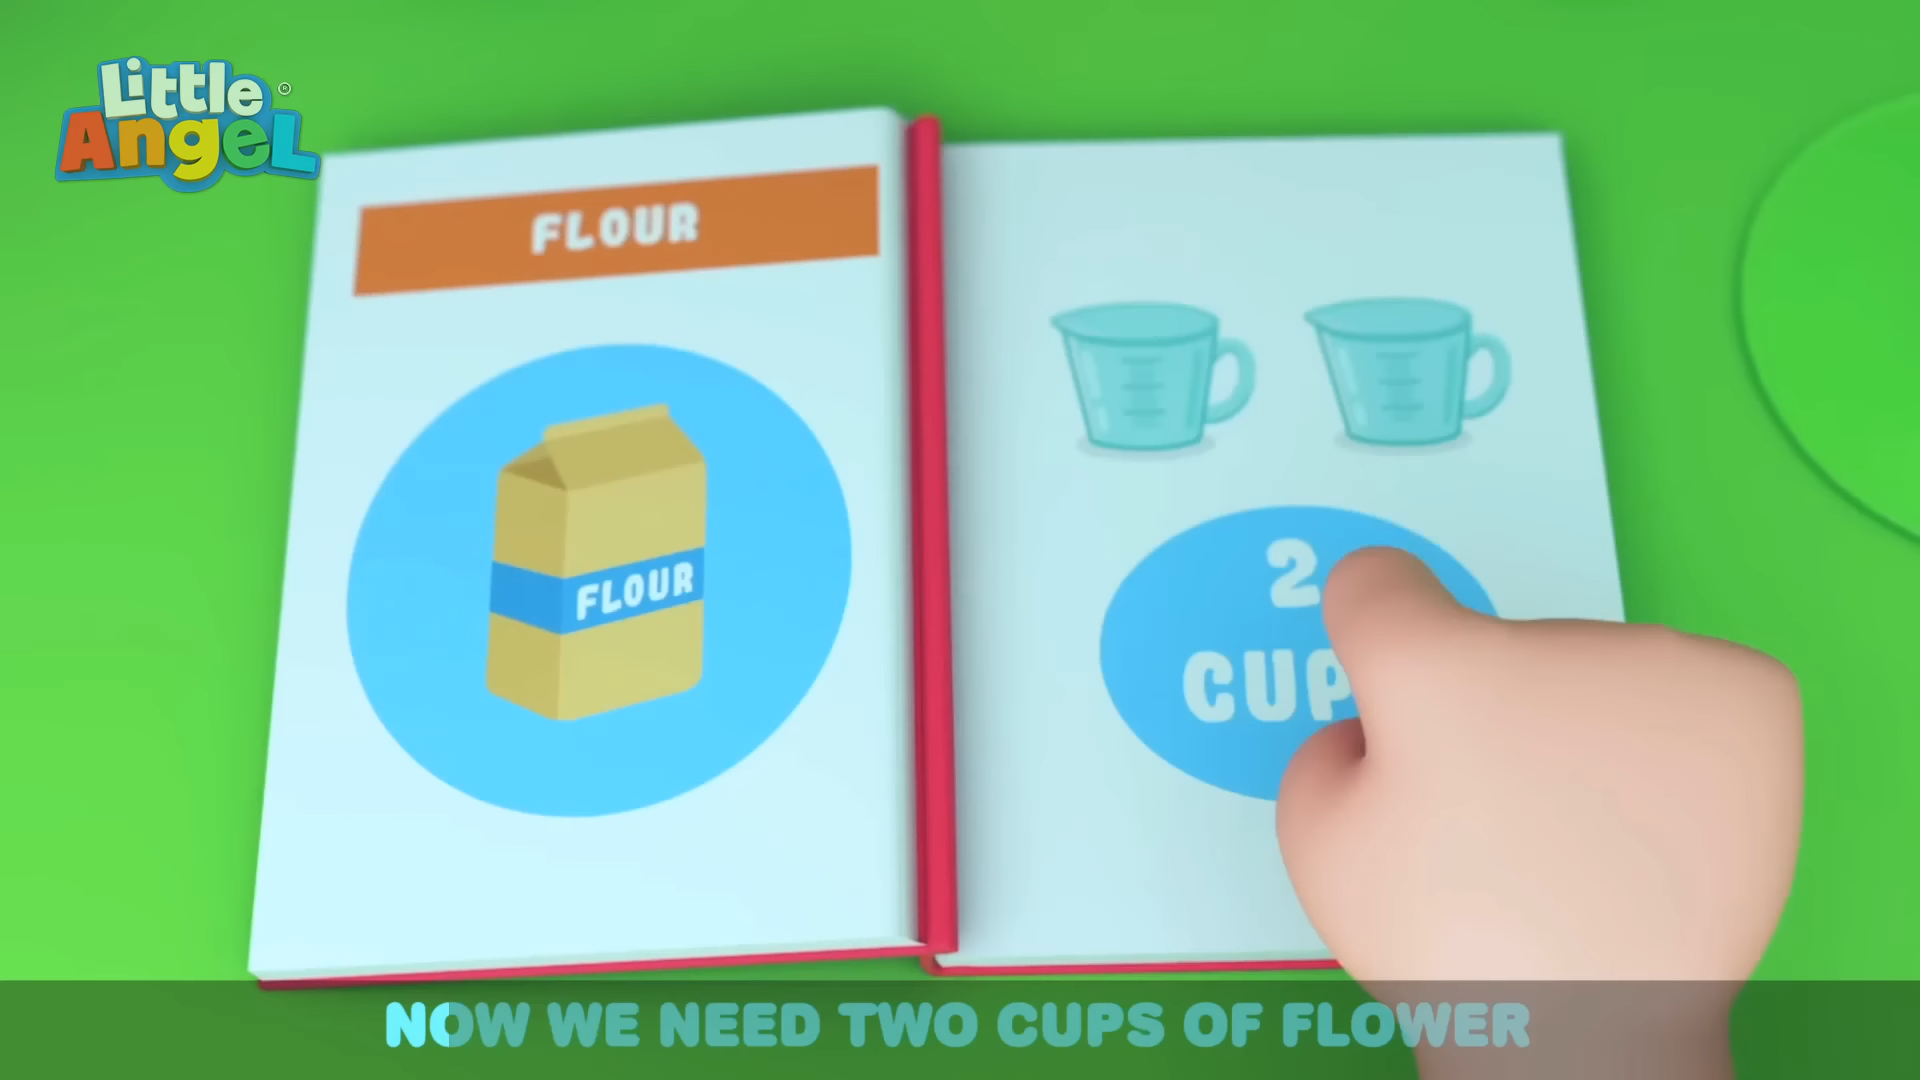 Little
Angel
®
FLOUR
FLOUR
2
CUP
NOW WE NEED TWO CUPS OF FLOWER